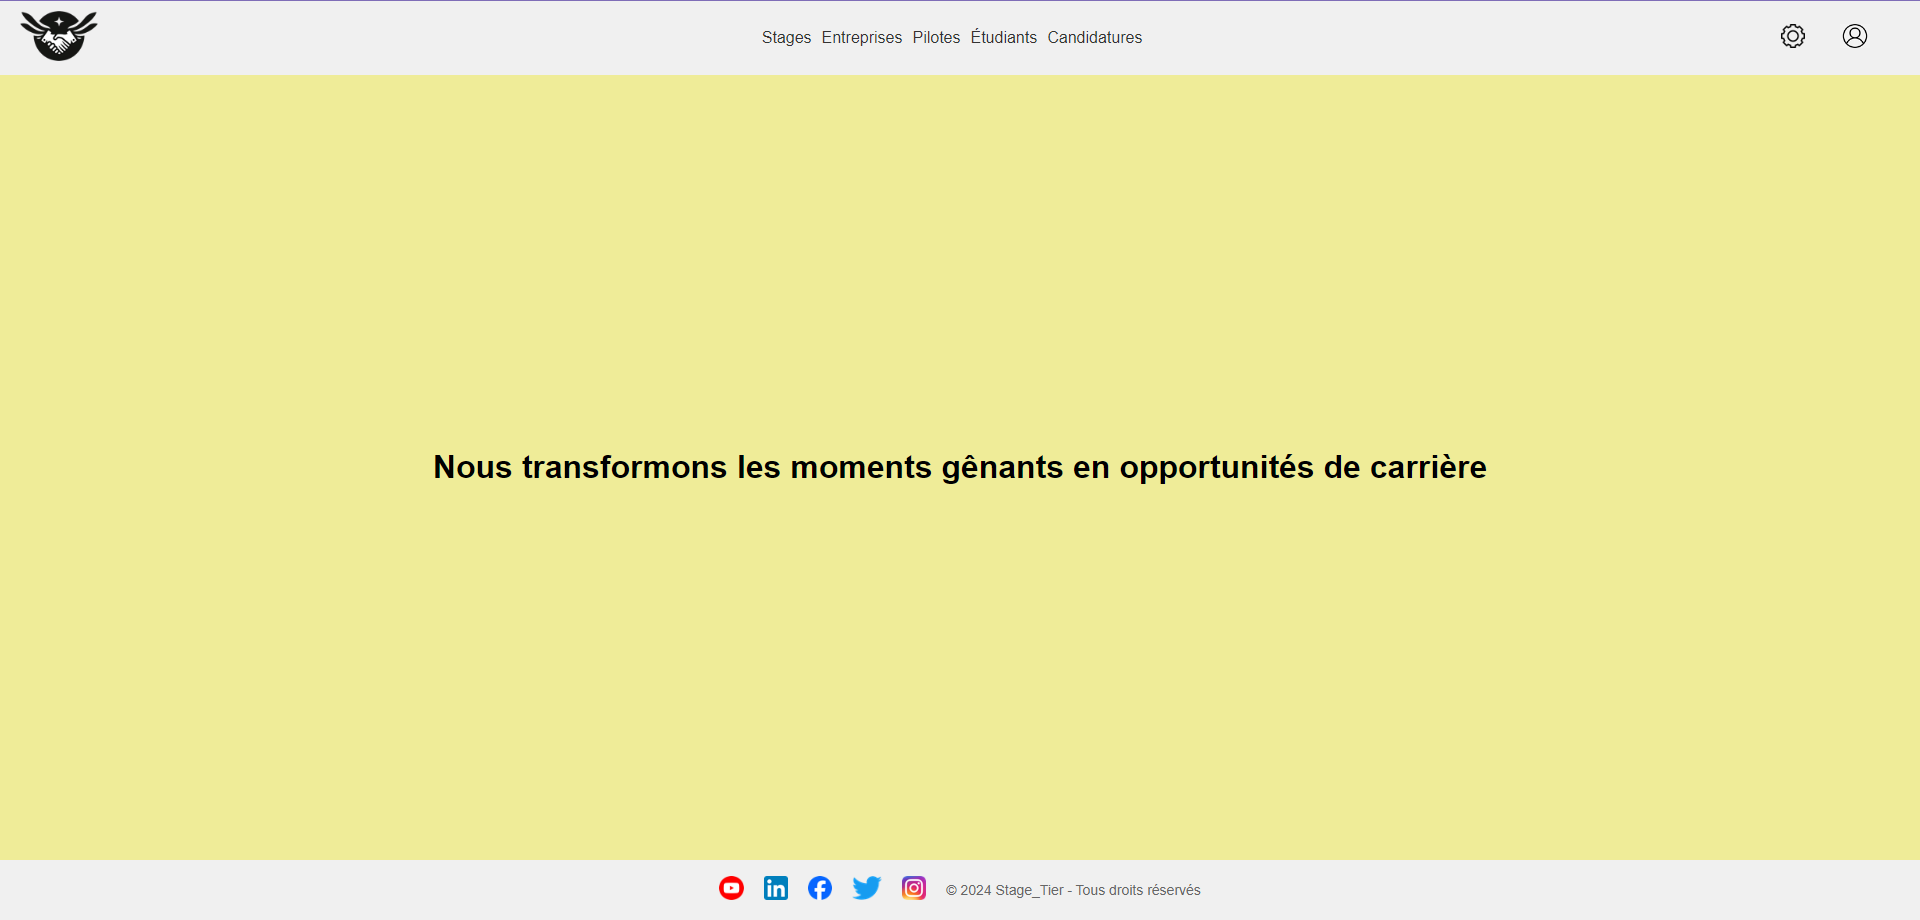 Stages Entreprises Pilotes Étudiants Candidatures
Nous transformons les moments gênants en opportunités de carrière
© 2024 Stage_Tier - Tous droits réservés